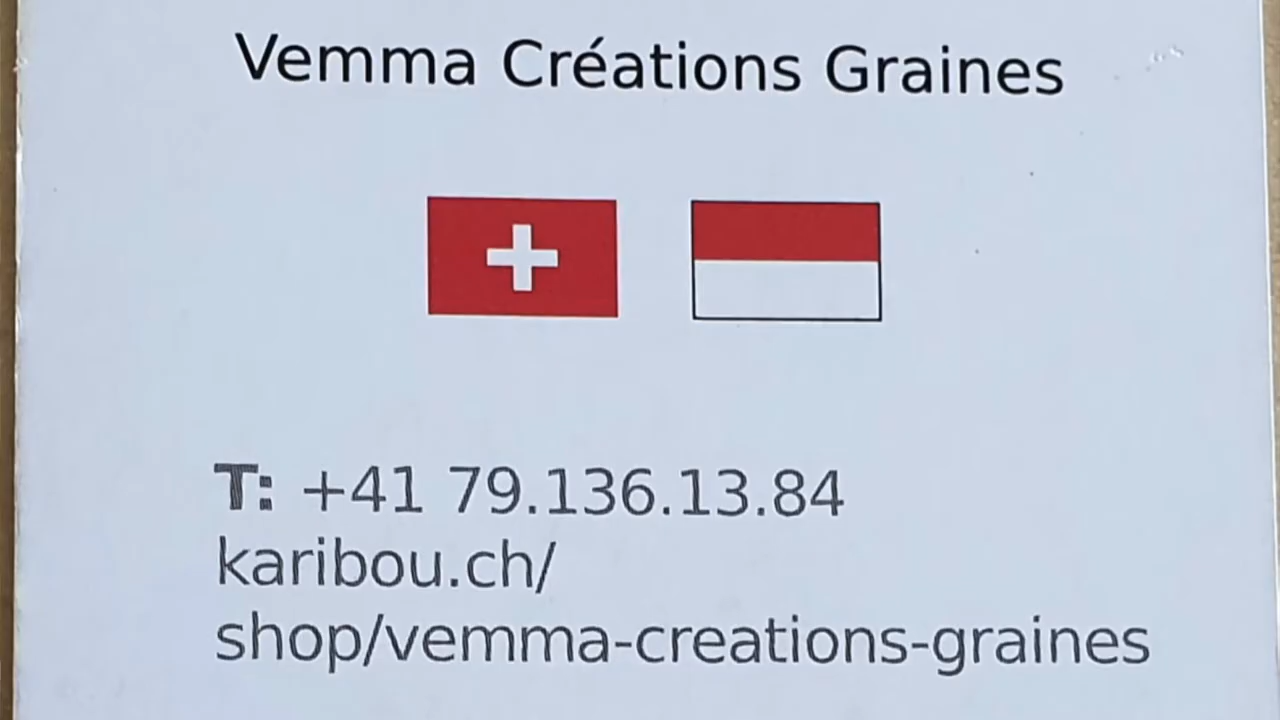 Vemma Créations Graines
T: +41 79.136.13.84
karibou.ch/
shop/vemma-creations-graines